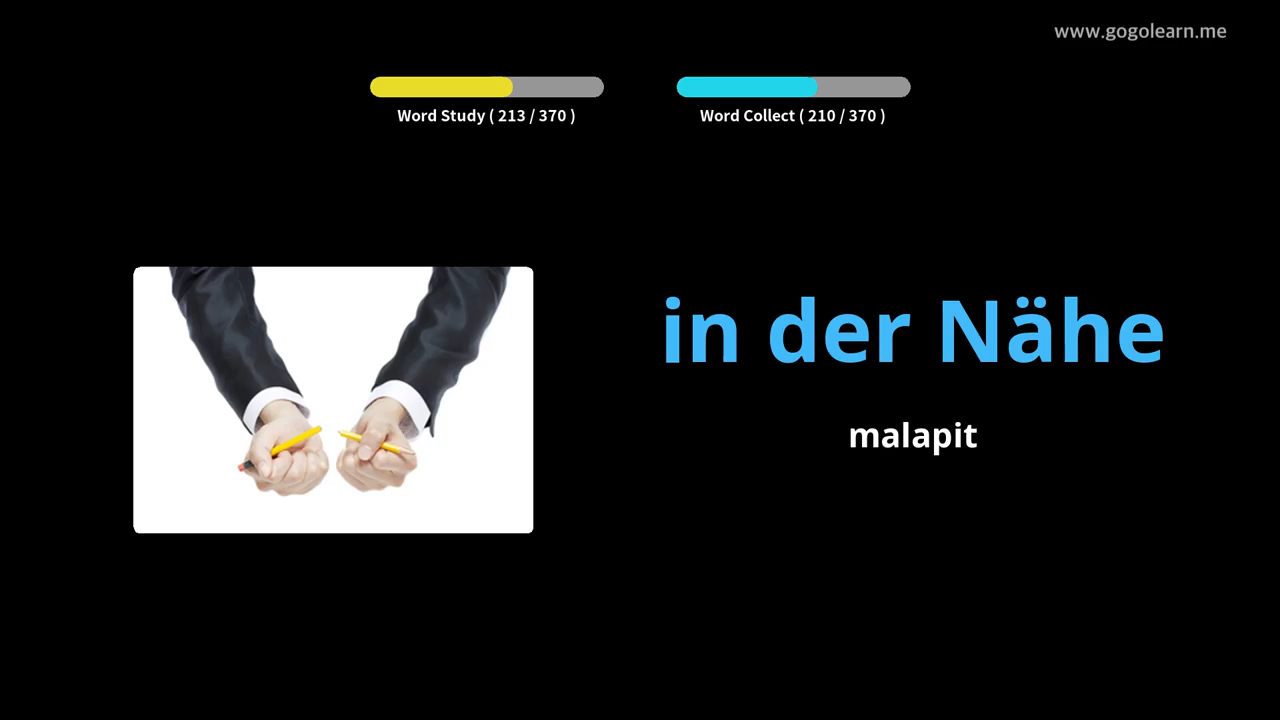 www.gogolearn.me
Word Study ( 213 / 370 )
Word Collect ( 210 / 370 )
in der Nähe
malapit